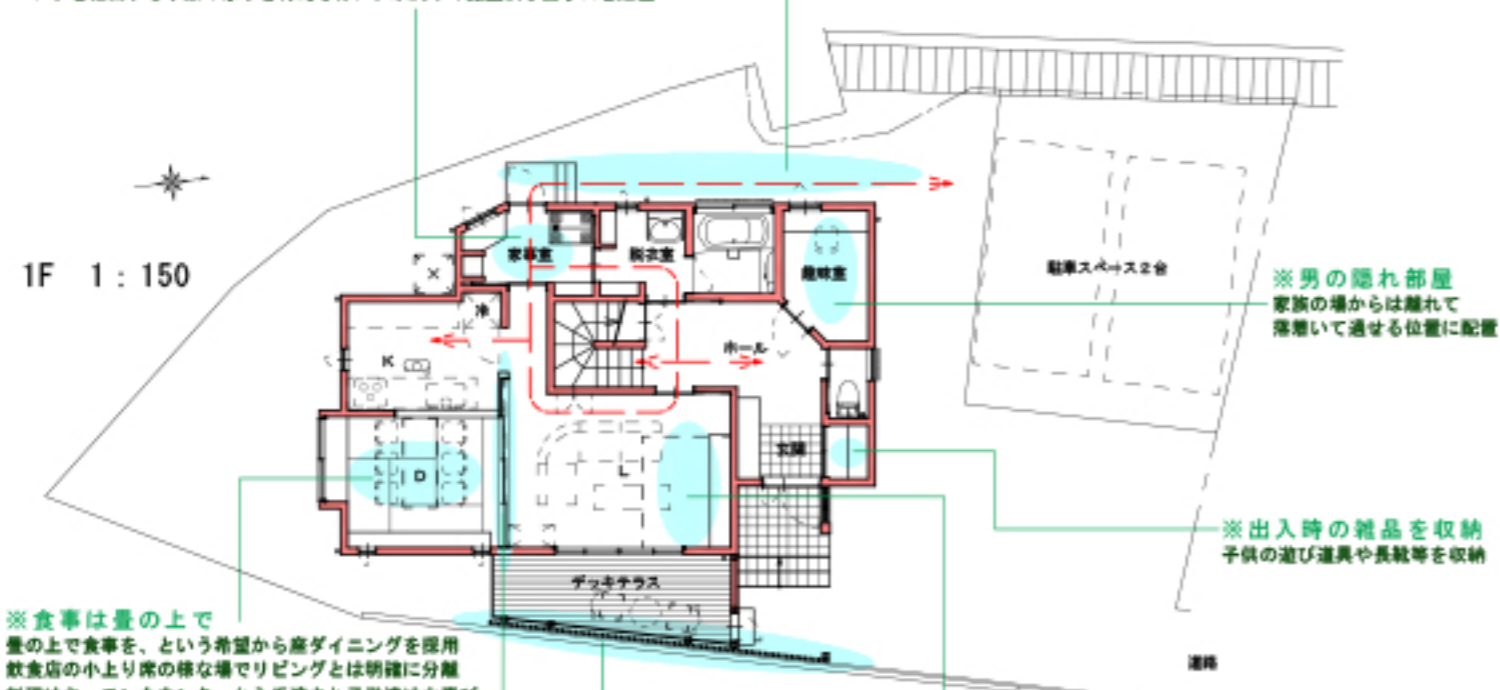 1F 1：150
家事室
脱衣室
趣味室
駐車スペース2台
※男の隠れ部屋
家族の場からは離れて
落着いて過せる位置に配置
冷
K
ホール
D
L
玄関
※出入時の雑品を収納
子供の遊び道具や長靴等を収納
デッキテラス
※食事は畳の上で
畳の上で食事を、という希望から座ダイニングを採用
飲食店の小上り席の様な場でリビングとは明確に分離
道路